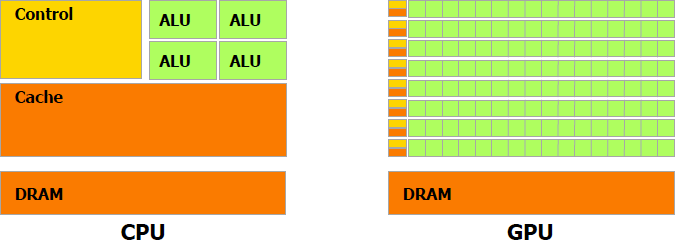 Control
ALU
ALU
ALU
ALU
Cache
DRAM
DRAM
CPU
GPU